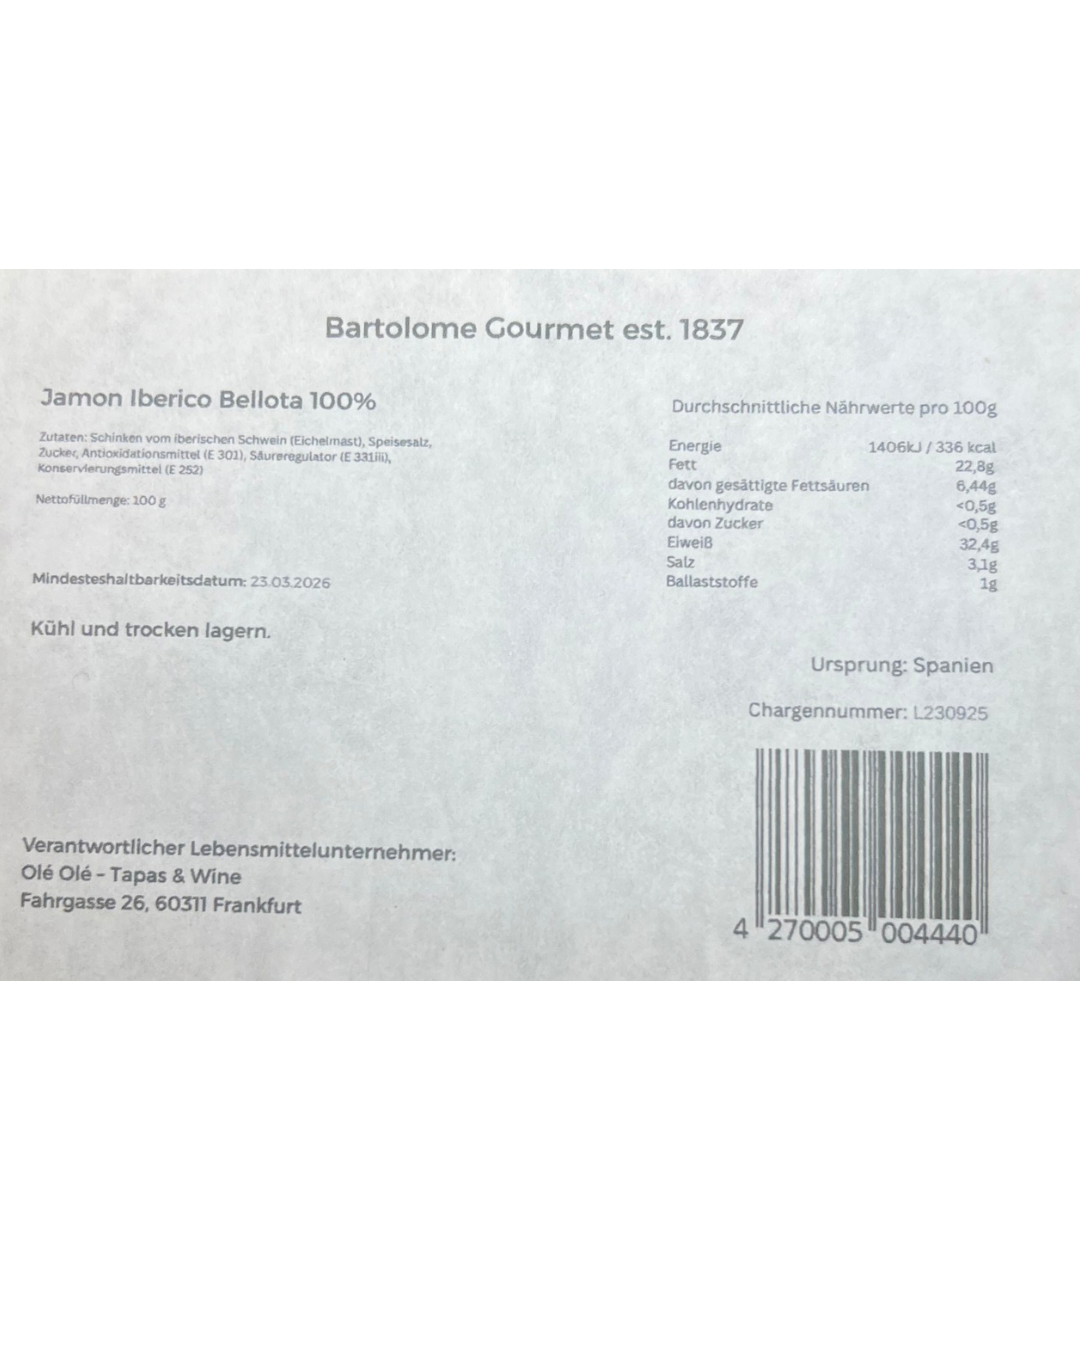 Bartolome Gourmet est. 1837
Jamon Iberico Bellota 100%
Zutaten: Schinken vom iberischen Schwein (Eichelmast), Speisesalz,
Zucker, Antioxidationsmittel (E 301), Säureregulator (E 331iii),
Konservierungsmittel (E 252)
Nettofüllmenge: 100 g
Mindesteshaltbarkeitsdatum: 23.03.2026
Kühl und trocken lagern.
Durchschnittliche Nährwerte pro 100g
Energie 1406kJ / 336 kcal
Fett 22,8g
davon gesättigte Fettsäuren 6,44g
Kohlenhydrate <0,5g
davon Zucker <0,5g
Eiweiß 32,4g
Salz 3,1g
Ballaststoffe 1g
Ursprung: Spanien
Chargennummer: L230925
Verantwortlicher Lebensmittelunternehmer:
Olé Olé - Tapas & Wine
Fahrgasse 26, 60311 Frankfurt
4 270005 004440